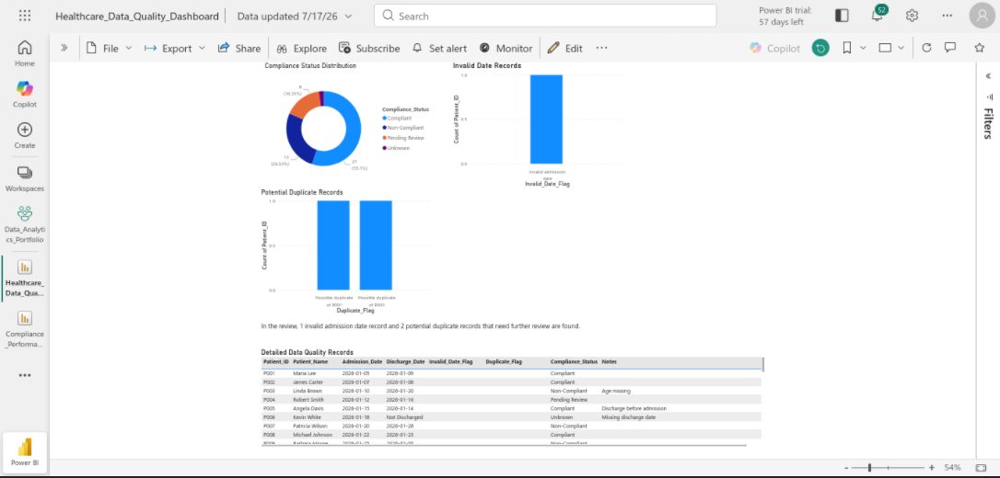 Healthcare_Data_Quality_Dashboard
Data updated 7/17/26
Search
Power BI trial:
57 days left
52
File
Export
Share
Explore
Subscribe
Set alert
Monitor
Edit
Copilot
Home
Copilot
Create
Workspaces
Data_Analyti
cs_Portfolio
Healthcare_
Data_Qua...
Compliance
_Performa...
Power BI
Filters
Compliance Status Distribution
8
(16.33%)
13
(26.53%)
27
(55.1%)
Compliance_Status
Compliant
Non-Compliant
Pending Review
Unknown
Invalid Date Records
Count of Patient_ID
1.0
0.5
0.0
Invalid admission
date
Invalid_Date_Flag
Potential Duplicate Records
Count of Patient_ID
1.0
0.5
0.0
Possible duplicate
of P001
Possible duplicate
Duplicate_Flag
In the review, 1 invalid admission date record and 2 potential duplicate records that need further review are found.
Detailed Data Quality Records
Patient_ID Patient_Name Admission_Date Discharge_Date Invalid_Date_Flag Duplicate_Flag Compliance_Status Notes
P001 Maria Lee 2026-01-05 2026-01-09 Compliant
P002 James Carter 2026-01-07 2026-01-08 Compliant
P003 Linda Brown 2026-01-10 2026-01-20 Non-Compliant Age missing
P004 Robert Smith 2026-01-12 2026-01-16 Pending Review
P005 Angela Davis 2026-01-15 2026-01-14 Compliant Discharge before admission
P006 Kevin White 2026-01-18 Not Discharged Unknown Missing discharge date
P007 Patricia Wilson 2026-01-20 2026-01-28 Non-Compliant
P008 Michael Johnson 2026-01-22 2026-01-23 Compliant
P009 Barbara Moore 2026-01-25 2026-02-05 Non-Compliant
54%